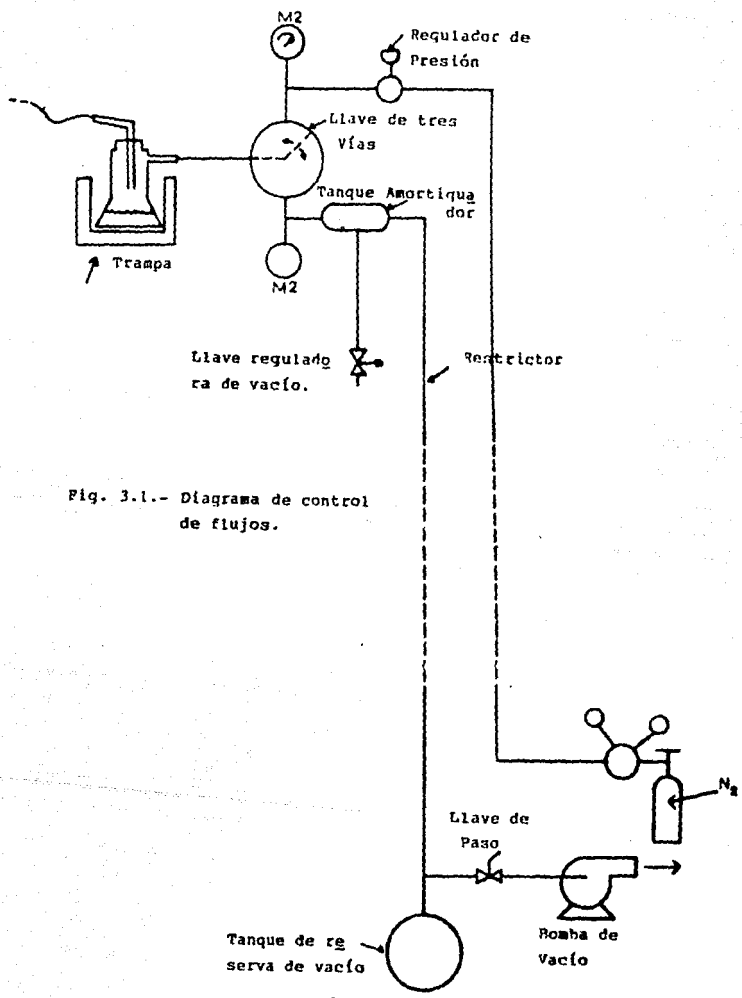 M2
Regulador de
Presión
Llave de tres
Vías
Tanque Amortigua
dor
Trampa
M2
Llave regulado
ra de vacío.
Restrictor
Fig. 3.1.- Diagrama de control
de flujos.
N2
Llave de
Paso
Tanque de re
serva de vacío
Bomba de
Vacío